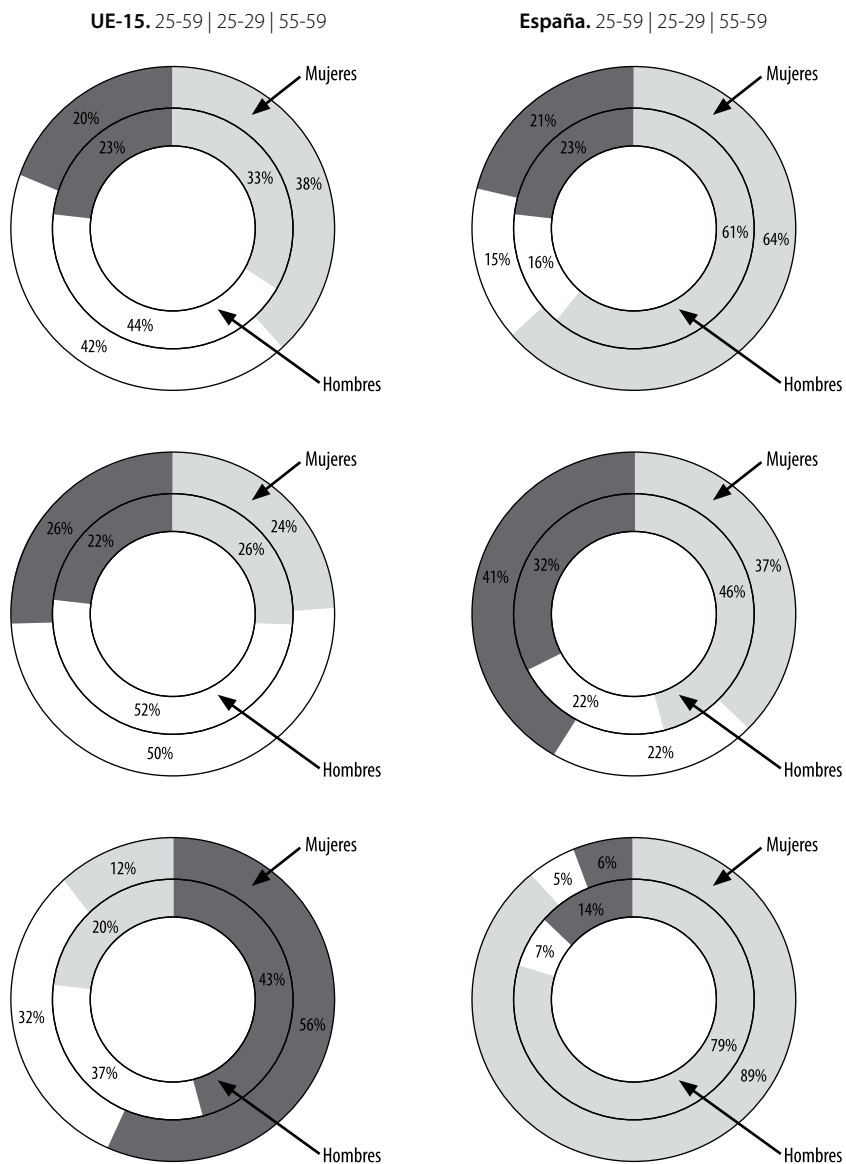 UE-15. 25-59 | 25-29 | 55-59
España. 25-59 | 25-29 | 55-59
Mujeres
20%
23%
33%
38%
44%
42%
Hombres
Mujeres
21%
23%
61%
64%
15%
16%
Hombres
Mujeres
26%
22%
24%
26%
52%
50%
Hombres
Mujeres
41%
32%
37%
46%
22%
22%
Hombres
Mujeres
12%
20%
43%
56%
32%
37%
Hombres
Mujeres
6%
5%
14%
7%
79%
89%
Hombres